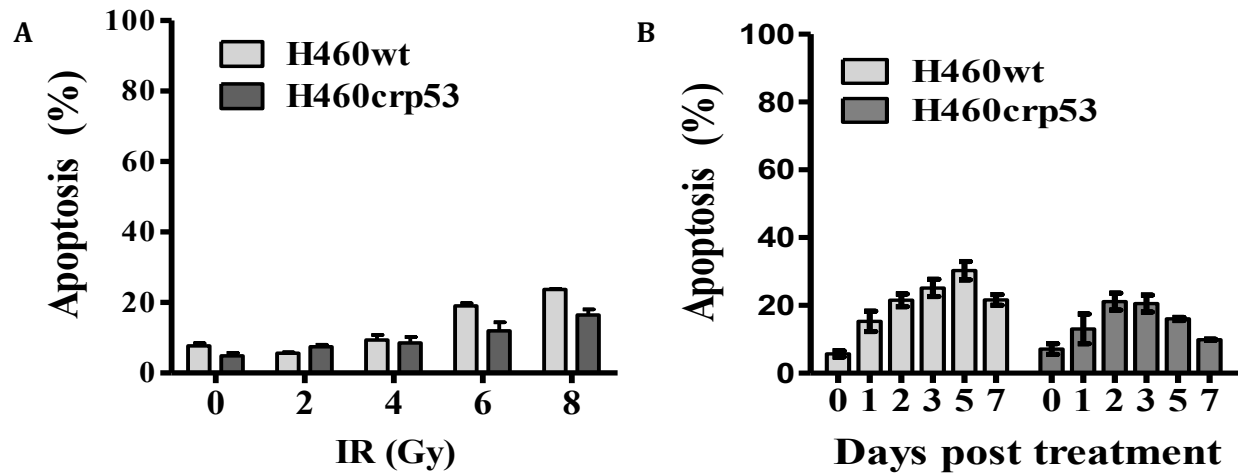 A
Apoptosis (%)
100
80
60
40
20
0
H460wt
H460crp53
0 2 4 6 8
IR (Gy)
B
Apoptosis (%)
100
80
60
40
20
0
H460wt
H460crp53
0 1 2 3 5 7 0 1 2 3 5 7
Days post treatment